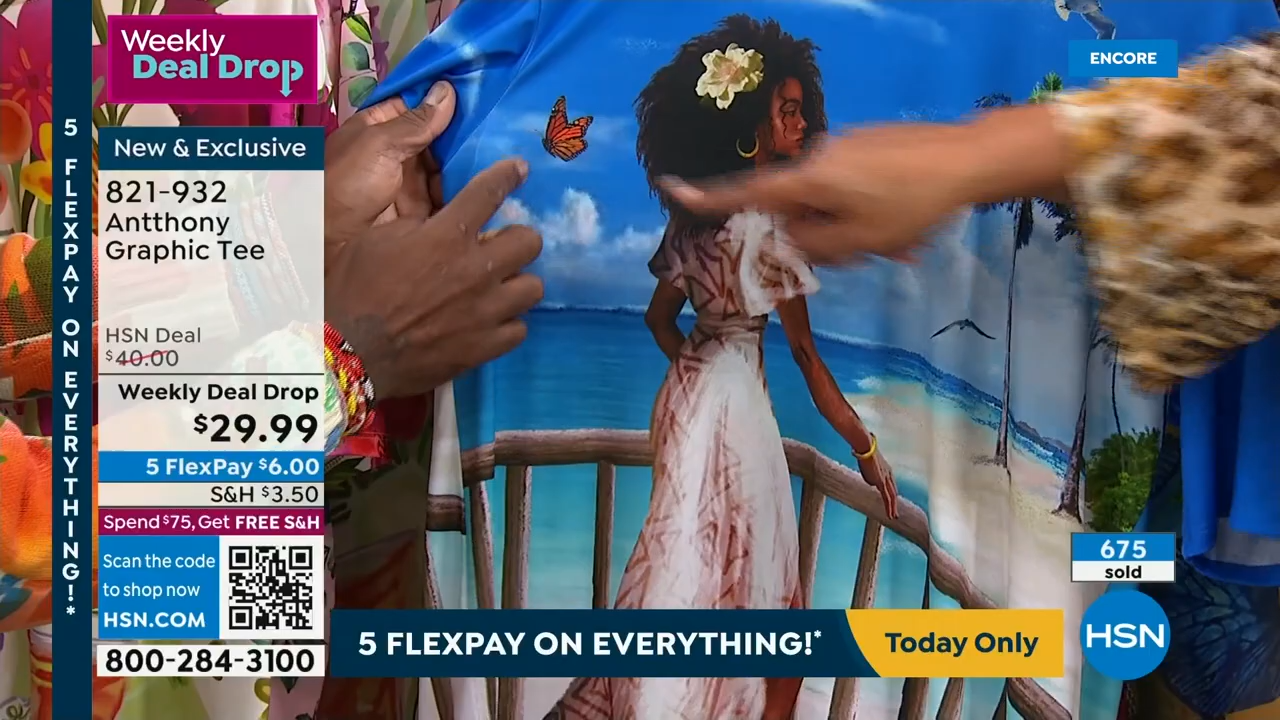 Weekly
Deal Drop
ENCORE
5 FLEXPAY ON EVERYTHING!*
New & Exclusive
821-932
Antthony
Graphic Tee
HSN Deal
$40.00
Weekly Deal Drop
$29.99
5 FlexPay $6.00
S&H $3.50
Spend $75, Get FREE S&H
Scan the code
to shop now
HSN.COM
800-284-3100
675
sold
5 FLEXPAY ON EVERYTHING!*
Today Only
HSN